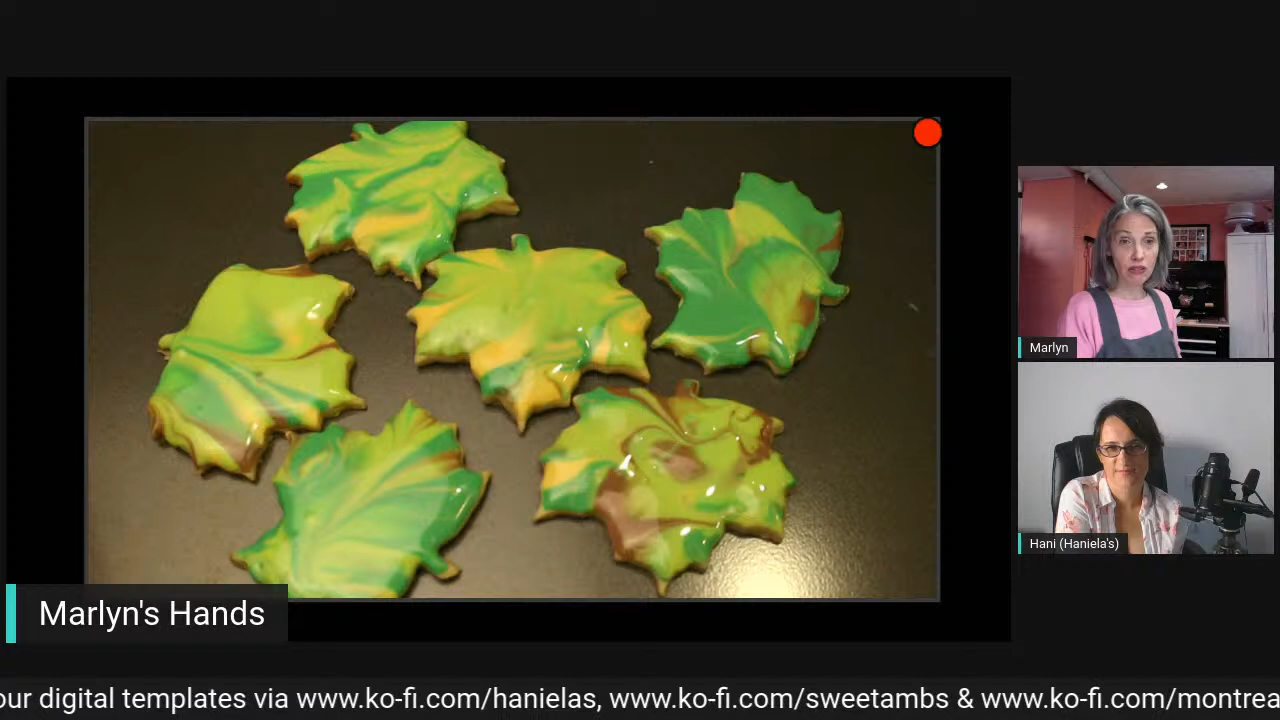 Marlyn
Hani (Haniela's)
Marlyn's Hands
our digital templates via www.ko-fi.com/hanielas, www.ko-fi.com/sweetambs & www.ko-fi.com/montrea